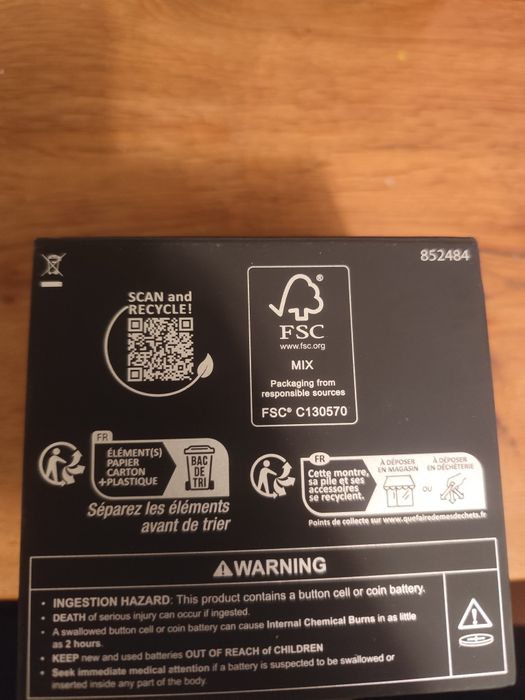 852484
SCAN and
RECYCLE!
FSC
®
www.fsc.org
MIX
Packaging from
responsible sources
FSC® C130570
FR
ÉLÉMENT(S)
PAPIER
CARTON
+PLASTIQUE
BAC
DE
TRI
Séparez les éléments
avant de trier
FR
Cette montre,
sa pile et ses
accessoires
se recyclent.
À DÉPOSER
EN MAGASIN
OU
À DÉPOSER
EN DÉCHÈTERIE
Points de collecte sur www.quefairedemesdechets.fr
WARNING
• INGESTION HAZARD: This product contains a button cell or coin battery.
• DEATH of serious injury can occur if ingested.
• A swallowed button cell or coin battery can cause Internal Chemical Burns in as little
as 2 hours.
• KEEP new and used batteries OUT OF REACH of CHILDREN
• Seek immediate medical attention if a battery is suspected to be swallowed or
inserted inside any part of the body.